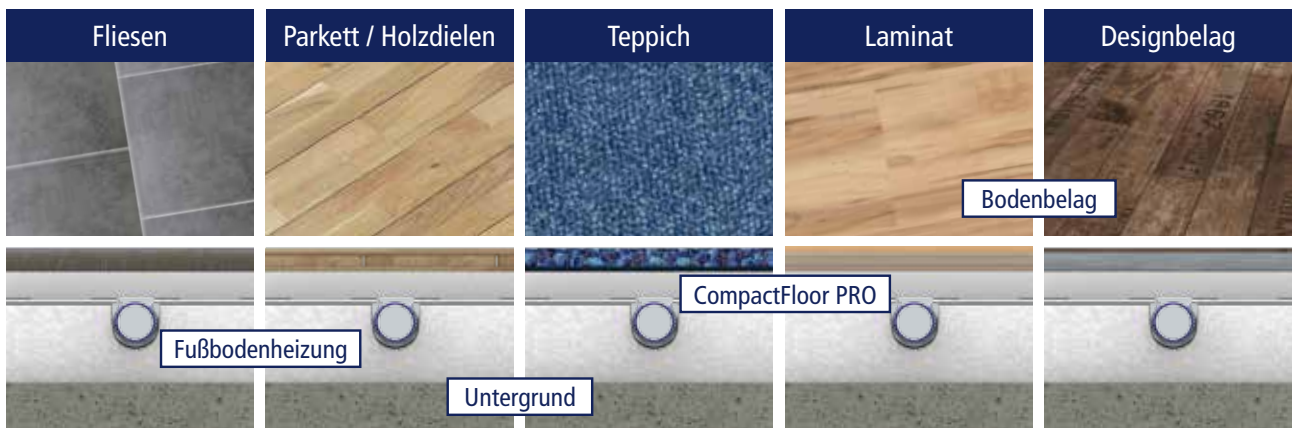 Fliesen
Parkett / Holzdielen
Teppich
Laminat
Designbelag
Bodenbelag
CompactFloor PRO
Fußbodenheizung
Untergrund